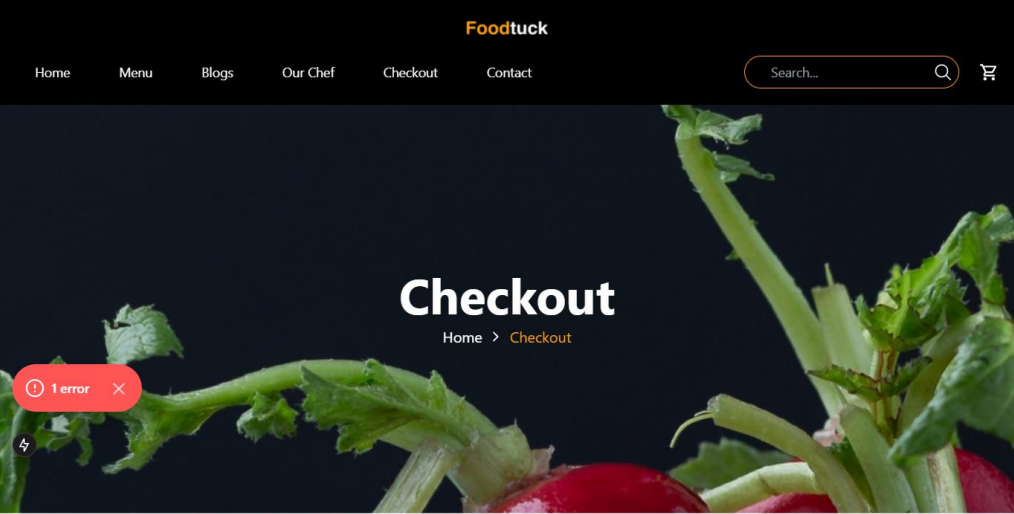 Foodtuck
Home Menu Blogs Our Chef Checkout Contact Search...
Checkout
Home > Checkout
1 error